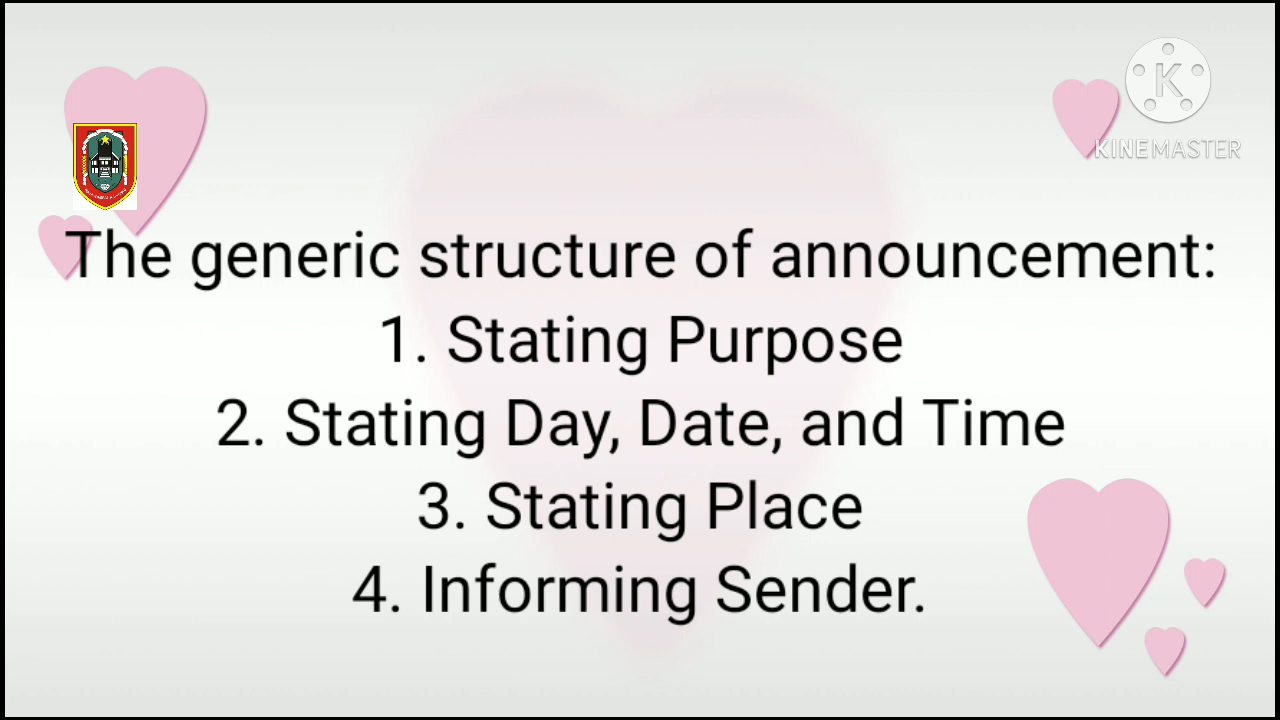 KINEMASTER
The generic structure of announcement:
1. Stating Purpose
2. Stating Day, Date, and Time
3. Stating Place
4. Informing Sender.